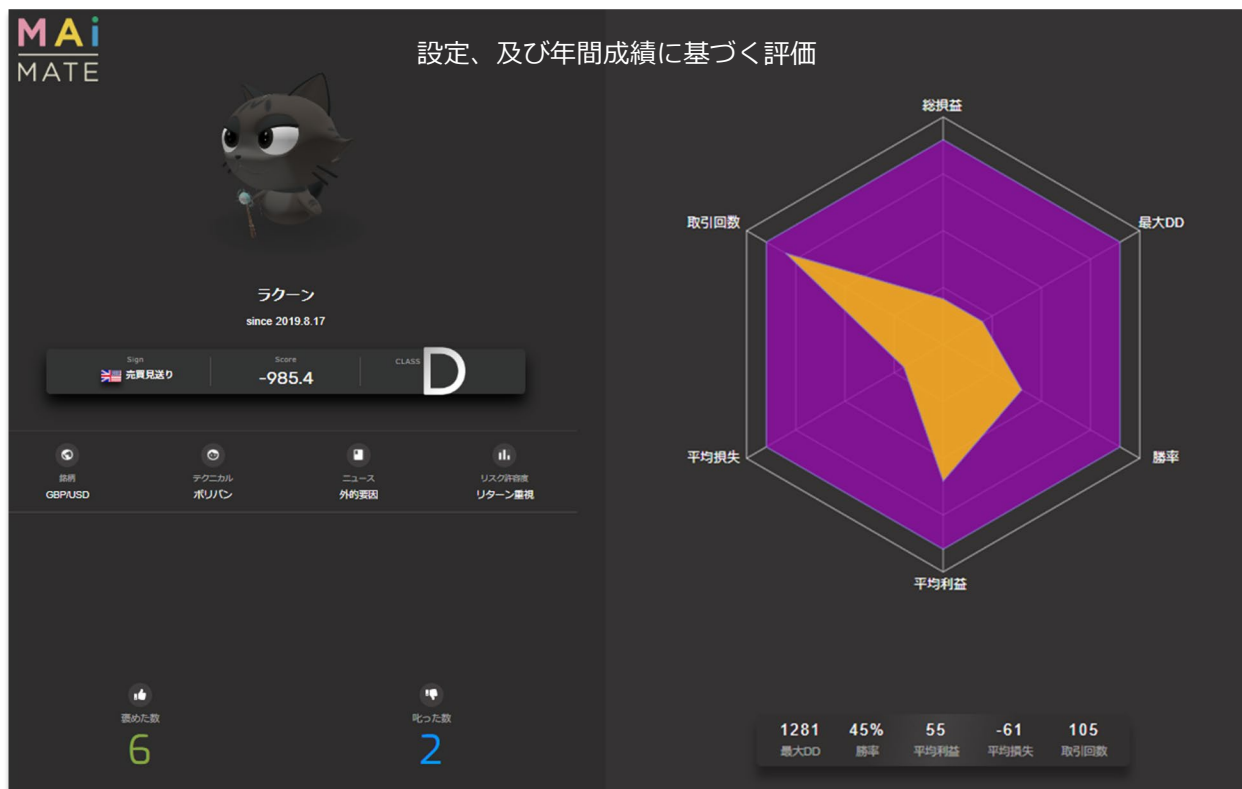 MAi
MATE
設定、及び年間成績に基づく評価
ラクーン
since 2019.8.17
Sign
売買見送り
Score
-985.4
CLASS
D
銘柄
GBP/USD
テクニカル
ボリバン
ニュース
外的要因
リスク許容度
リターン重視
褒めた数
6
叱った数
2
総損益
最大DD
勝率
平均利益
平均損失
取引回数
1281 45% 55 -61 105
最大DD 勝率 平均利益 平均損失 取引回数